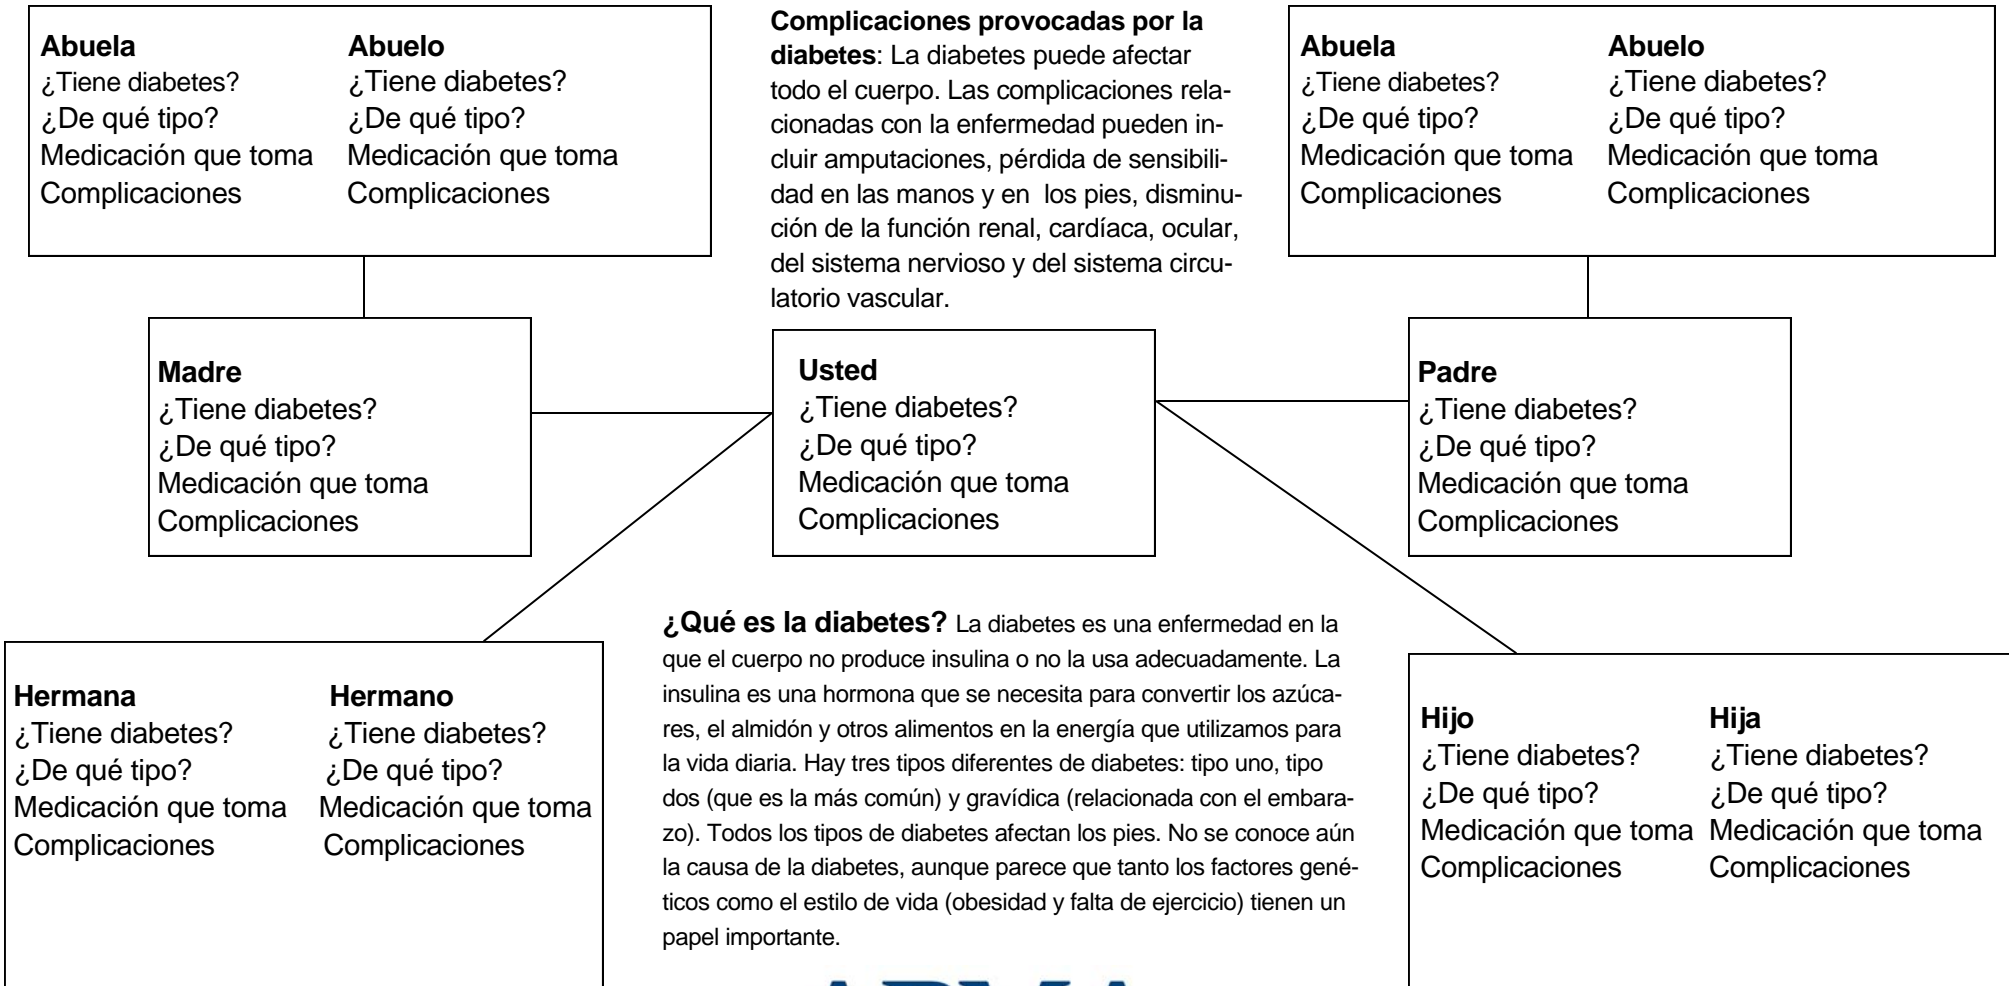 Abuela
¿Tiene diabetes?
¿De qué tipo?
Medicación que toma
Complicaciones
Abuelo
¿Tiene diabetes?
¿De qué tipo?
Medicación que toma
Complicaciones
Complicaciones provocadas por la
diabetes: La diabetes puede afectar
todo el cuerpo. Las complicaciones rela-
cionadas con la enfermedad pueden in-
cluir amputaciones, pérdida de sensibili-
dad en las manos y en los pies, disminu-
ción de la función renal, cardíaca, ocular,
del sistema nervioso y del sistema circu-
latorio vascular.
Abuela
¿Tiene diabetes?
¿De qué tipo?
Medicación que toma
Complicaciones
Abuelo
¿Tiene diabetes?
¿De qué tipo?
Medicación que toma
Complicaciones
Madre
¿Tiene diabetes?
¿De qué tipo?
Medicación que toma
Complicaciones
Usted
¿Tiene diabetes?
¿De qué tipo?
Medicación que toma
Complicaciones
Padre
¿Tiene diabetes?
¿De qué tipo?
Medicación que toma
Complicaciones
Hermana
¿Tiene diabetes?
¿De qué tipo?
Medicación que toma
Complicaciones
Hermano
¿Tiene diabetes?
¿De qué tipo?
Medicación que toma
Complicaciones
¿Qué es la diabetes? La diabetes es una enfermedad en la
que el cuerpo no produce insulina o no la usa adecuadamente. La
insulina es una hormona que se necesita para convertir los azúca-
res, el almidón y otros alimentos en la energía que utilizamos para
la vida diaria. Hay tres tipos diferentes de diabetes: tipo uno, tipo
dos (que es la más común) y gravídica (relacionada con el embara-
zo). Todos los tipos de diabetes afectan los pies. No se conoce aún
la causa de la diabetes, aunque parece que tanto los factores gené-
ticos como el estilo de vida (obesidad y falta de ejercicio) tienen un
papel importante.
Hijo
¿Tiene diabetes?
¿De qué tipo?
Medicación que toma
Complicaciones
Hija
¿Tiene diabetes?
¿De qué tipo?
Medicación que toma
Complicaciones